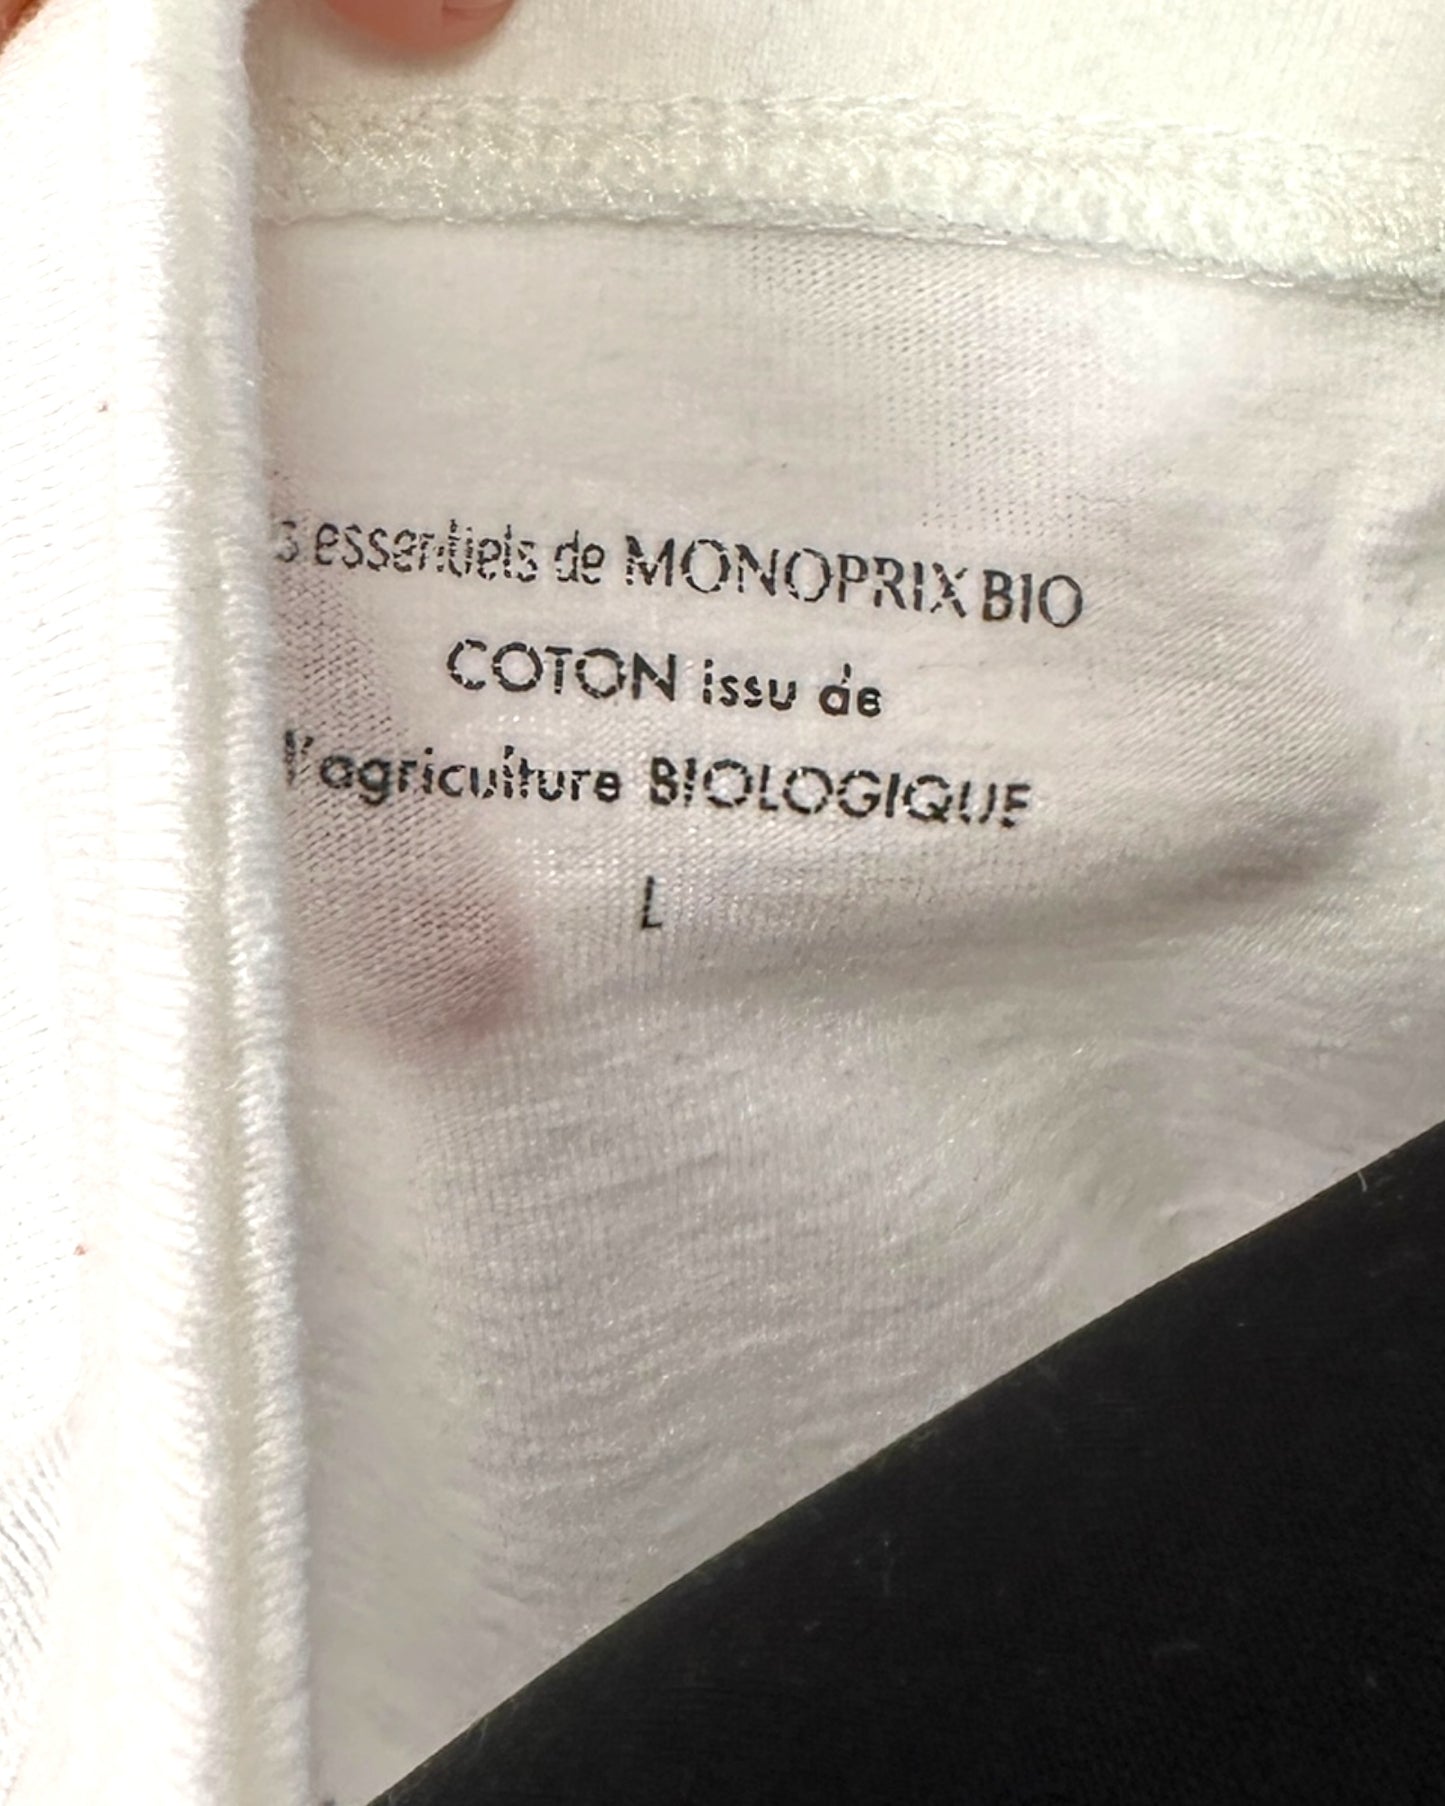 s essentiels de MONOPRIX BIO
COTON issu de
l'agriculture BIOLOGIQUE
L